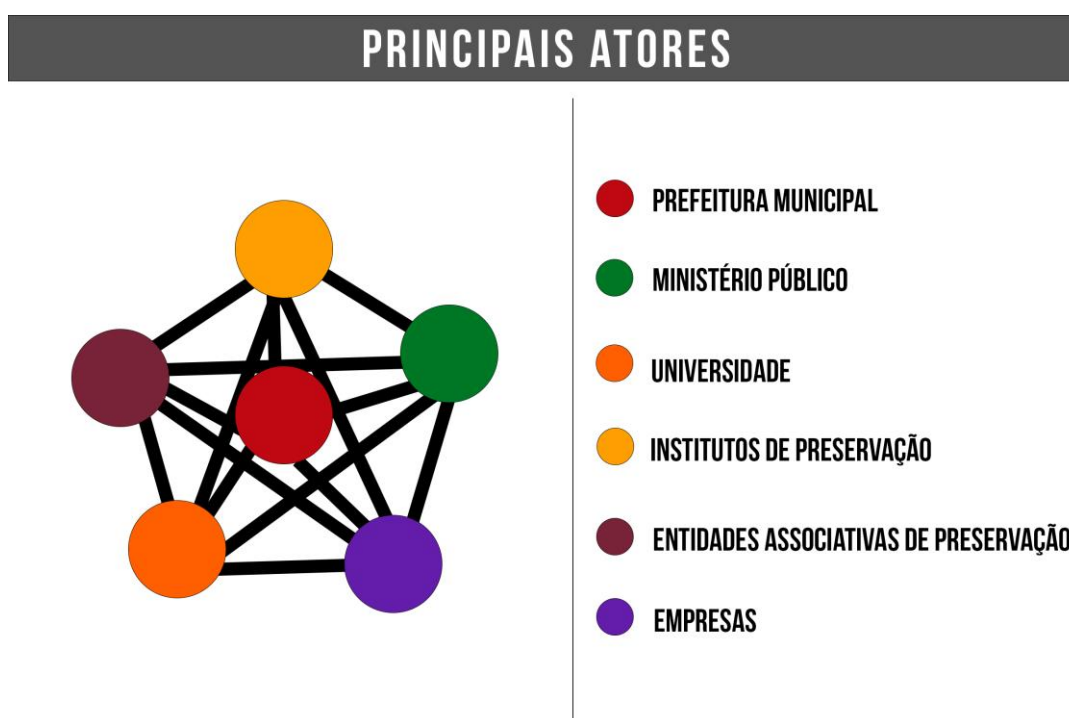 PRINCIPAIS ATORES
PREFEITURA MUNICIPAL
MINISTÉRIO PÚBLICO
UNIVERSIDADE
INSTITUTOS DE PRESERVAÇÃO
ENTIDADES ASSOCIATIVAS DE PRESERVAÇÃO
EMPRESAS